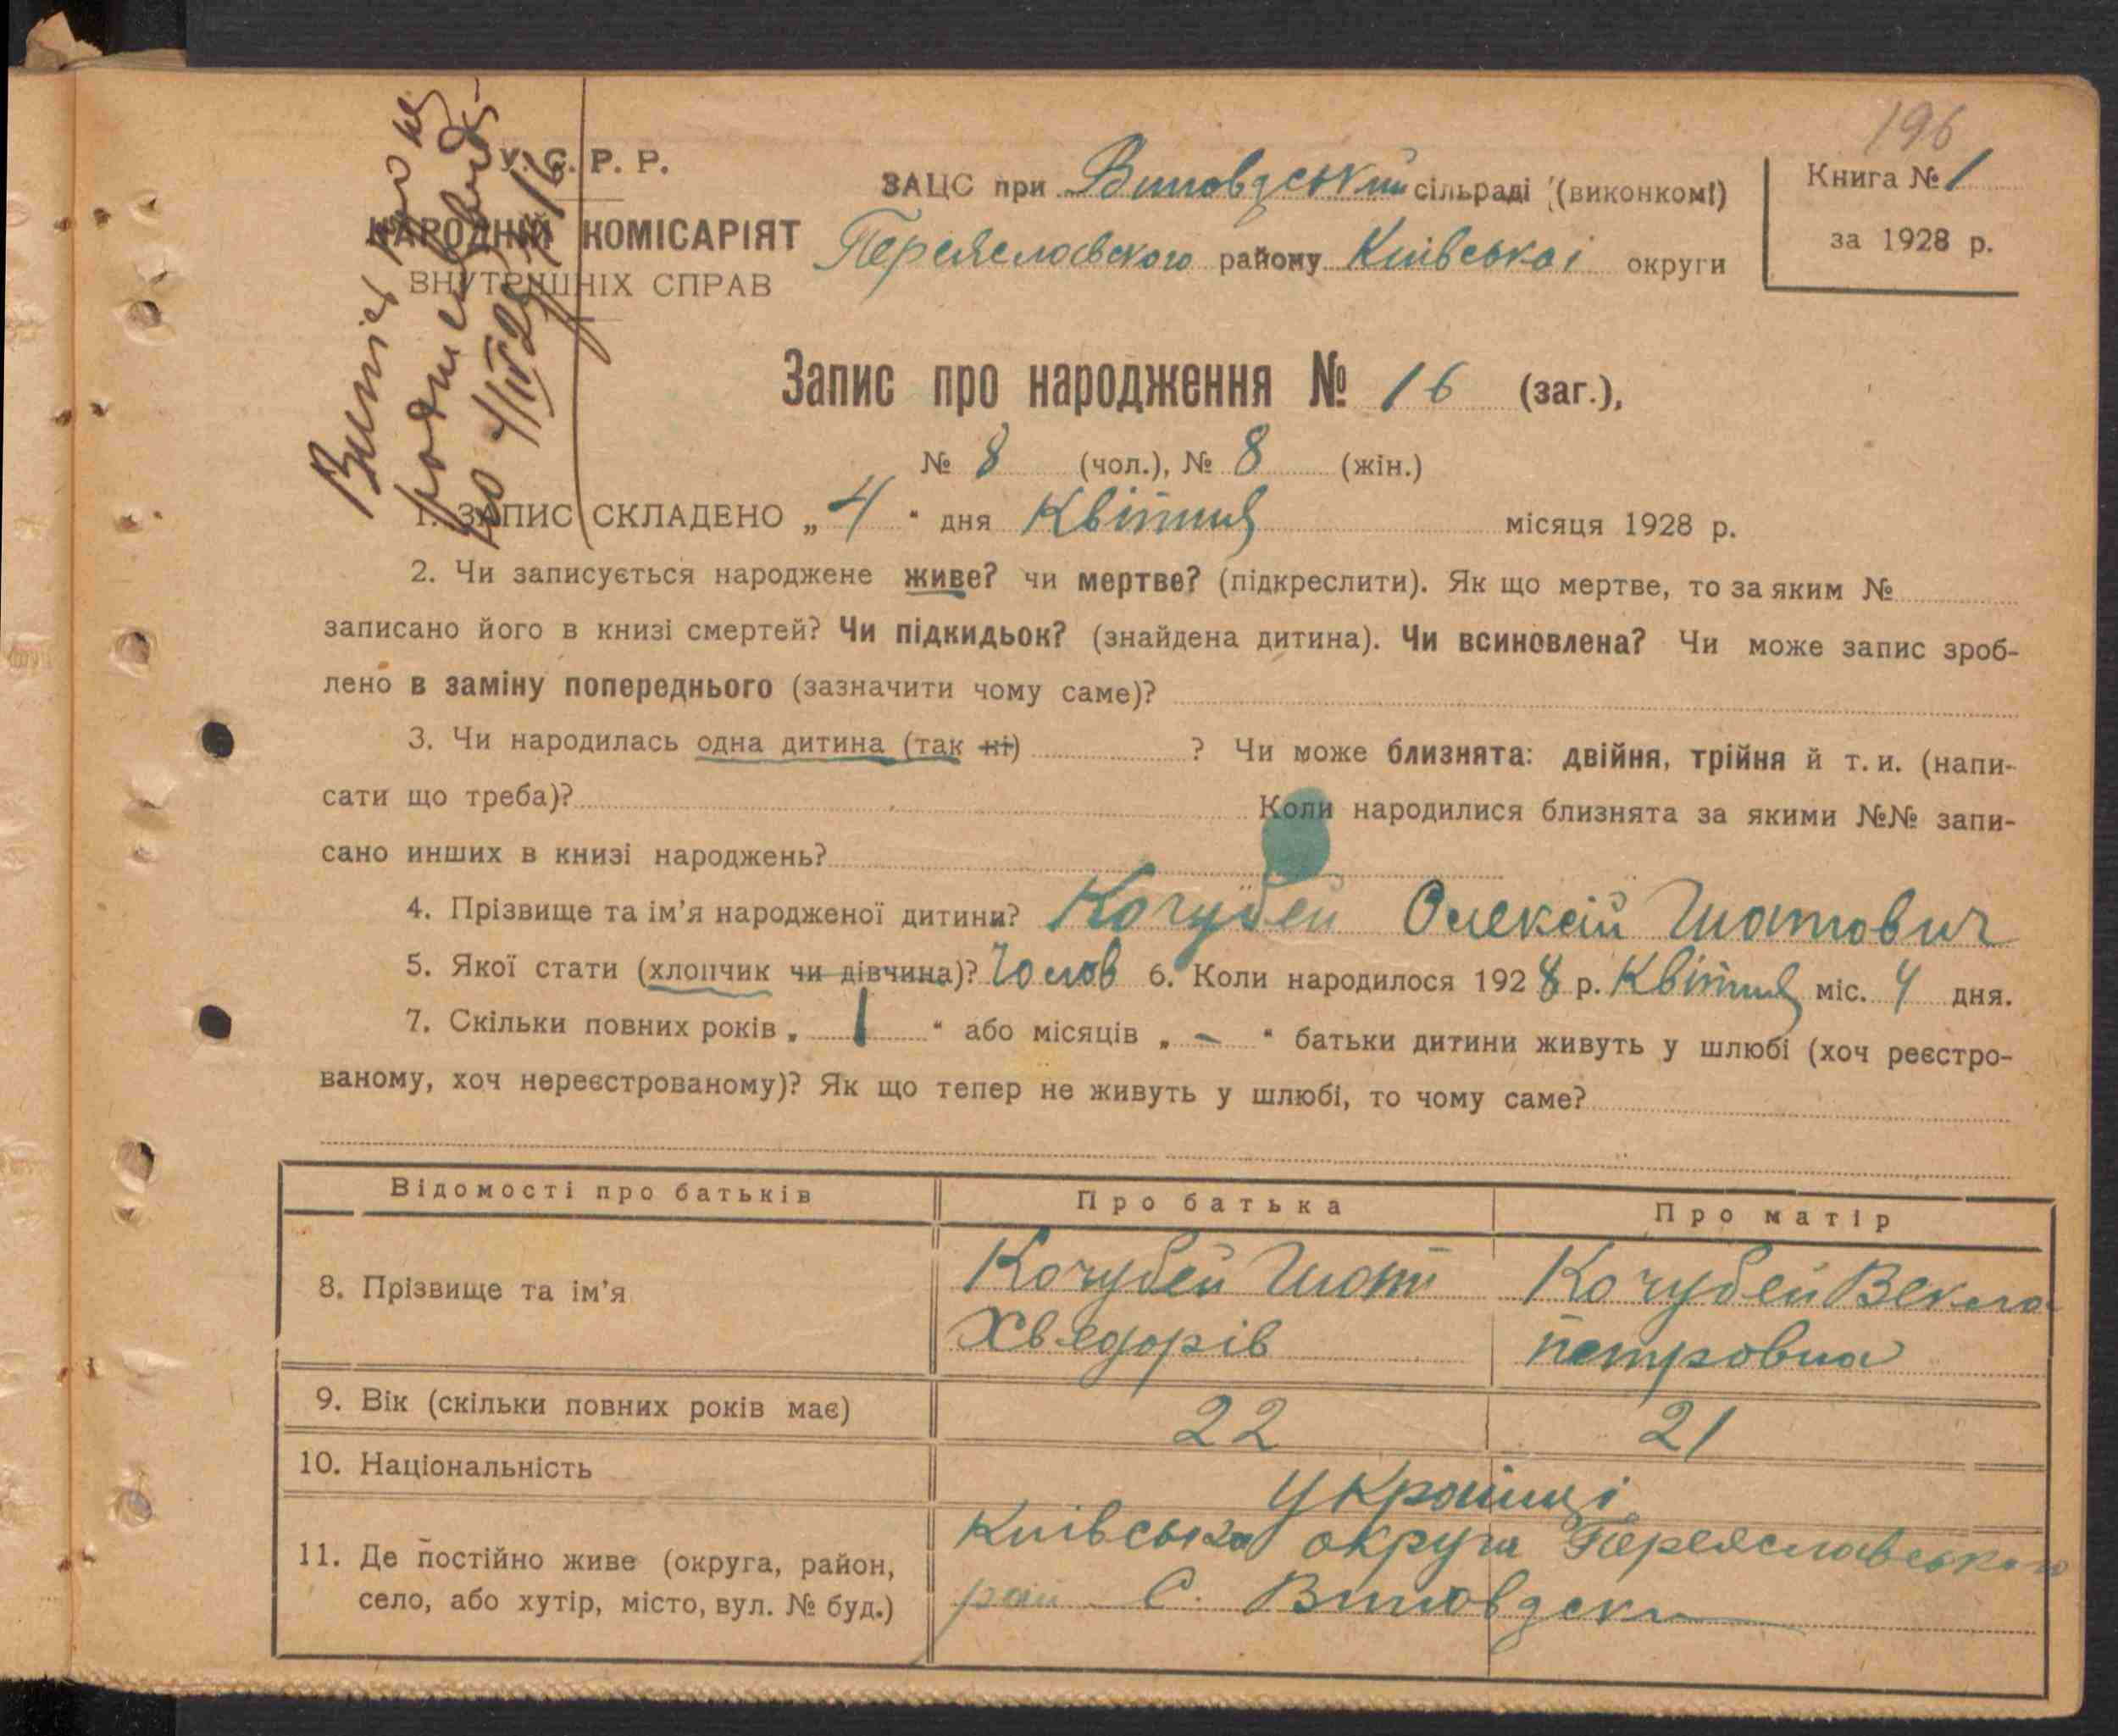 196
У. С. Р. Р.
НАРОДНІЙ КОМІСАРІЯТ
ВНУТРІШНІХ СПРАВ
ЗАЦС при сільраді (виконкомі)
Переяславского району Київської округи
Книга № 1
за 1928 р.
Запис про народження № 16 (заг.),
№ 8 (чол.), № 8 (жін.)
1. ЗАПИС СКЛАДЕНО „ 4 " дня Квітня місяця 1928 р.
2. Чи записується народжене живе? чи мертве? (підкреслити). Як що мертве, то за яким №
записано його в книзі смертей? Чи підкидьок? (знайдена дитина). Чи всиновлена? Чи може запис зроб-
лено в заміну попереднього (зазначити чому саме)?
3. Чи народилась одна дитина (так ні) ? Чи може близнята: двійня, трійня й т. и. (напи-
сати що треба)? Коли народилися близнята за якими №№ запи-
сано инших в книзі народжень?
4. Прізвище та ім'я народженої дитини? Кочубей Олексій Ігнатович
5. Якої стати (хлопчик чи дівчина)? Чолов 6. Коли народилося 1928 р. Квітня міс. 4 дня.
7. Скільки повних років „ 1 " або місяців „ - " батьки дитини живуть у шлюбі (хоч реєстро-
ваному, хоч нереєстрованому)? Як що тепер не живуть у шлюбі, то чому саме?
Відомості про батьків Про батька Про матір
8. Прізвище та ім'я Кочубей Ігнат Кочубей Векла
Хведорів петровна
9. Вік (скільки повних років має) 22 21
10. Національність Українці
11. Де постійно живе (округа, район, Київська округа Переяславського
село, або хутір, місто, вул. № буд.) рай с.